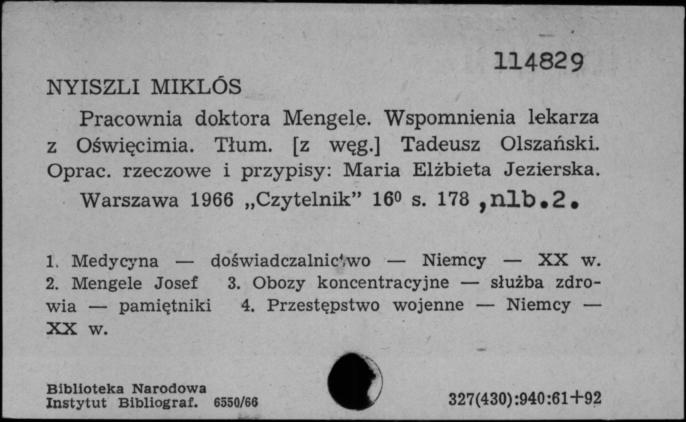 114829
NYISZLI MIKLÓS
Pracownia doktora Mengele. Wspomnienia lekarza
z Oświęcimia. Tłum. [z węg.] Tadeusz Olszański.
Oprac. rzeczowe i przypisy: Maria Elżbieta Jezierska.
Warszawa 1966 „Czytelnik” 16⁰ s. 178 ,nlb.2.
1. Medycyna — doświadczalnictwo — Niemcy — XX w.
2. Mengele Josef 3. Obozy koncentracyjne — służba zdro-
wia — pamiętniki 4. Przestępstwo wojenne — Niemcy —
XX w.
Biblioteka Narodowa
Instytut Bibliograf. 6550/66
327(430):940:61+92